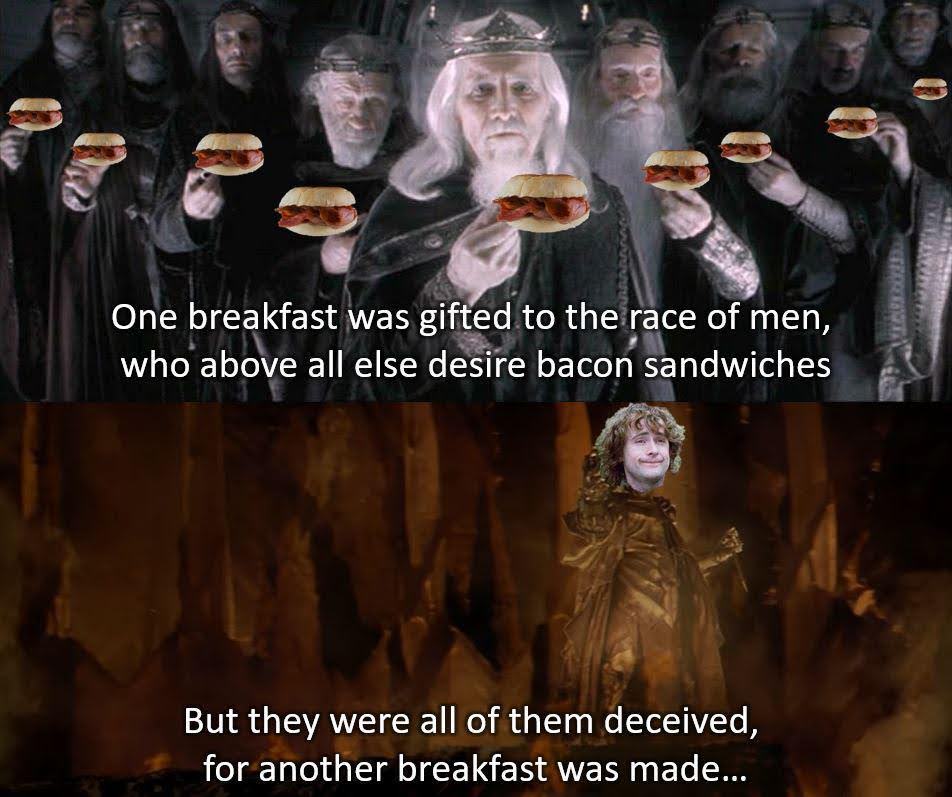 One breakfast was gifted to the race of men,
who above all else desire bacon sandwiches
But they were all of them deceived,
for another breakfast was made...